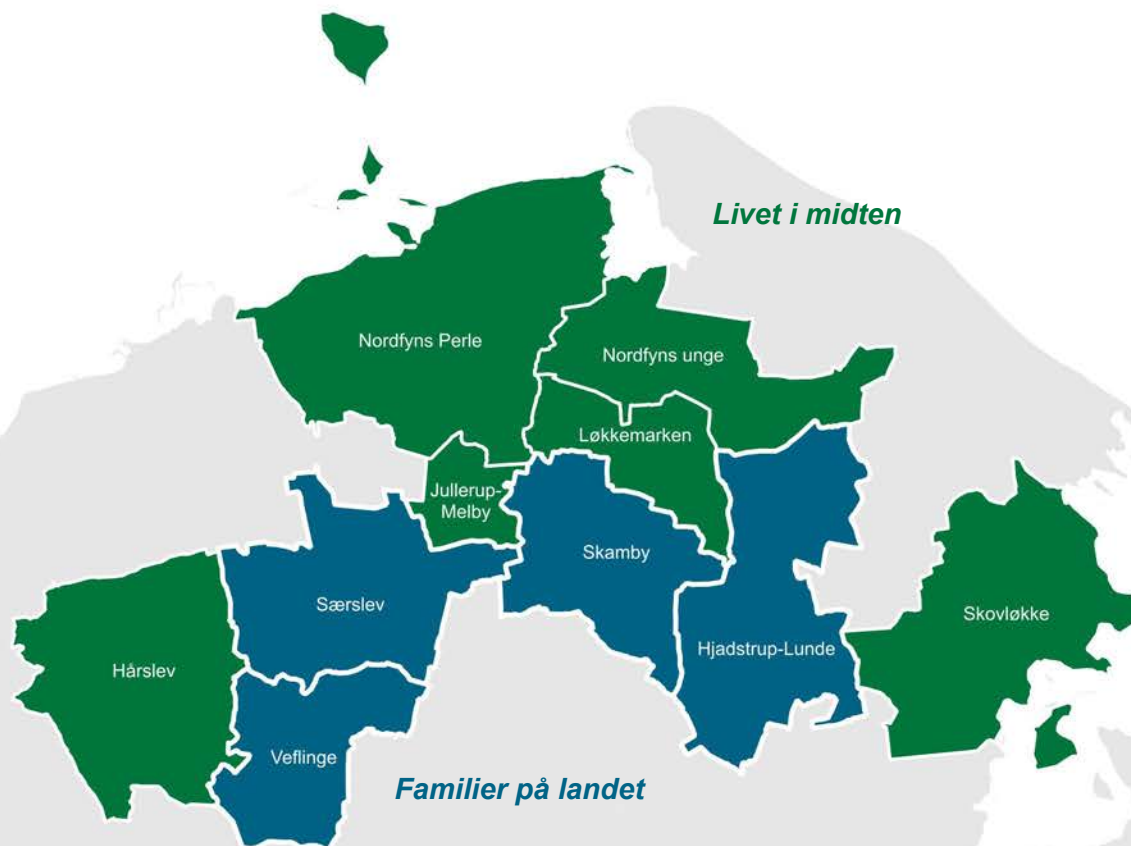 Livet i midten
Nordfyns Perle
Nordfyns unge
Løkkemarken
Jullerup-
Melby
Skamby
Særslev
Skovløkke
Hjadstrup-Lunde
Hårslev
Veflinge
Familier på landet